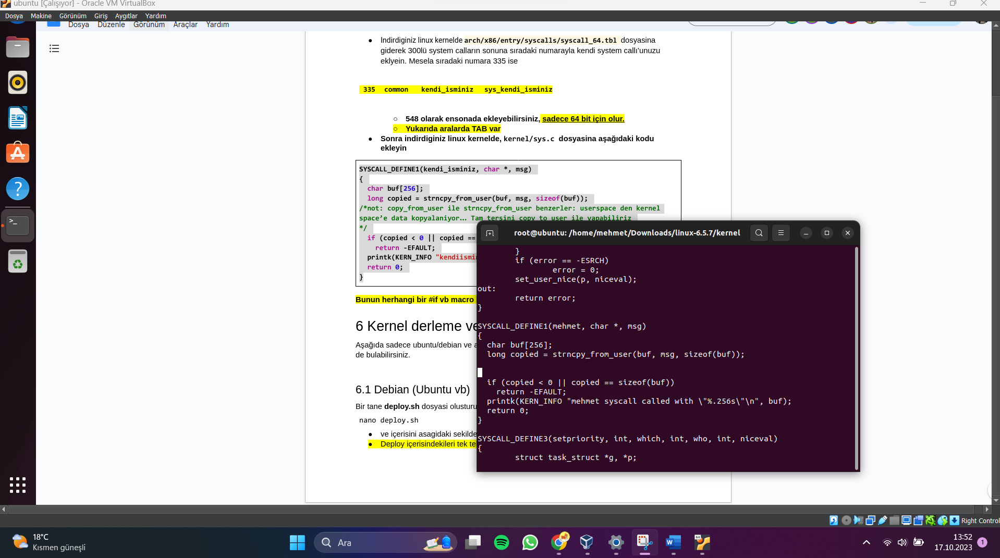 ubuntu [Çalışıyor] - Oracle VM VirtualBox
Dosya Makine Görünüm Giriş Aygıtlar Yardım
Dosya Düzenle Görünüm Araçlar Yardım
● Indirdiginiz linux kernelde arch/x86/entry/syscalls/syscall_64.tbl dosyasina
giderek 300lü system calların sonuna sıradaki numarayla kendi system callı’unuzu
eklyein. Mesela sıradaki numara 335 ise
335 common kendi_isminiz sys_kendi_isminiz
○ 548 olarak ensonada ekleyebilirsiniz, sadece 64 bit için olur.
○ Yukarıda aralarda TAB var
● Sonra indirdiginiz linux kernelde, kernel/sys.c dosyasina aşağıdaki kodu
ekleyin
SYSCALL_DEFINE1(kendi_isminiz, char *, msg)
{
char buf[256];
long copied = strncpy_from_user(buf, msg, sizeof(buf));
/*not: copy_from_user ile strncpy_from_user benzerler: userspace den kernel
space’e data kopyalaniyor… Tam tersini copy to user ile yapabiliriz
*/
if (copied < 0 || copied ==
return -EFAULT;
printk(KERN_INFO "kendiismi
return 0;
}
Bunun herhangi bir #if vb macro
6 Kernel derleme ve
Aşağıda sadece ubuntu/debian ve a
de bulabilirsiniz.
6.1 Debian (Ubuntu vb)
Bir tane deploy.sh dosyasi olusturu
nano deploy.sh
● ve içerisini asagidaki sekilde
● Deploy içerisindekileri tek te
>_
root@ubuntu: /home/mehmet/Downloads/linux-6.5.7/kernel
}
if (error == -ESRCH)
error = 0;
set_user_nice(p, niceval);
out:
return error;
}
SYSCALL_DEFINE1(mehmet, char *, msg)
{
char buf[256];
long copied = strncpy_from_user(buf, msg, sizeof(buf));
if (copied < 0 || copied == sizeof(buf))
return -EFAULT;
printk(KERN_INFO "mehmet syscall called with \"%.256s\"\n", buf);
return 0;
}
SYSCALL_DEFINE3(setpriority, int, which, int, who, int, niceval)
{
struct task_struct *g, *p;
Right Control
18°C
Kısmen güneşli
Ara
W
64
13:52
17.10.2023
1